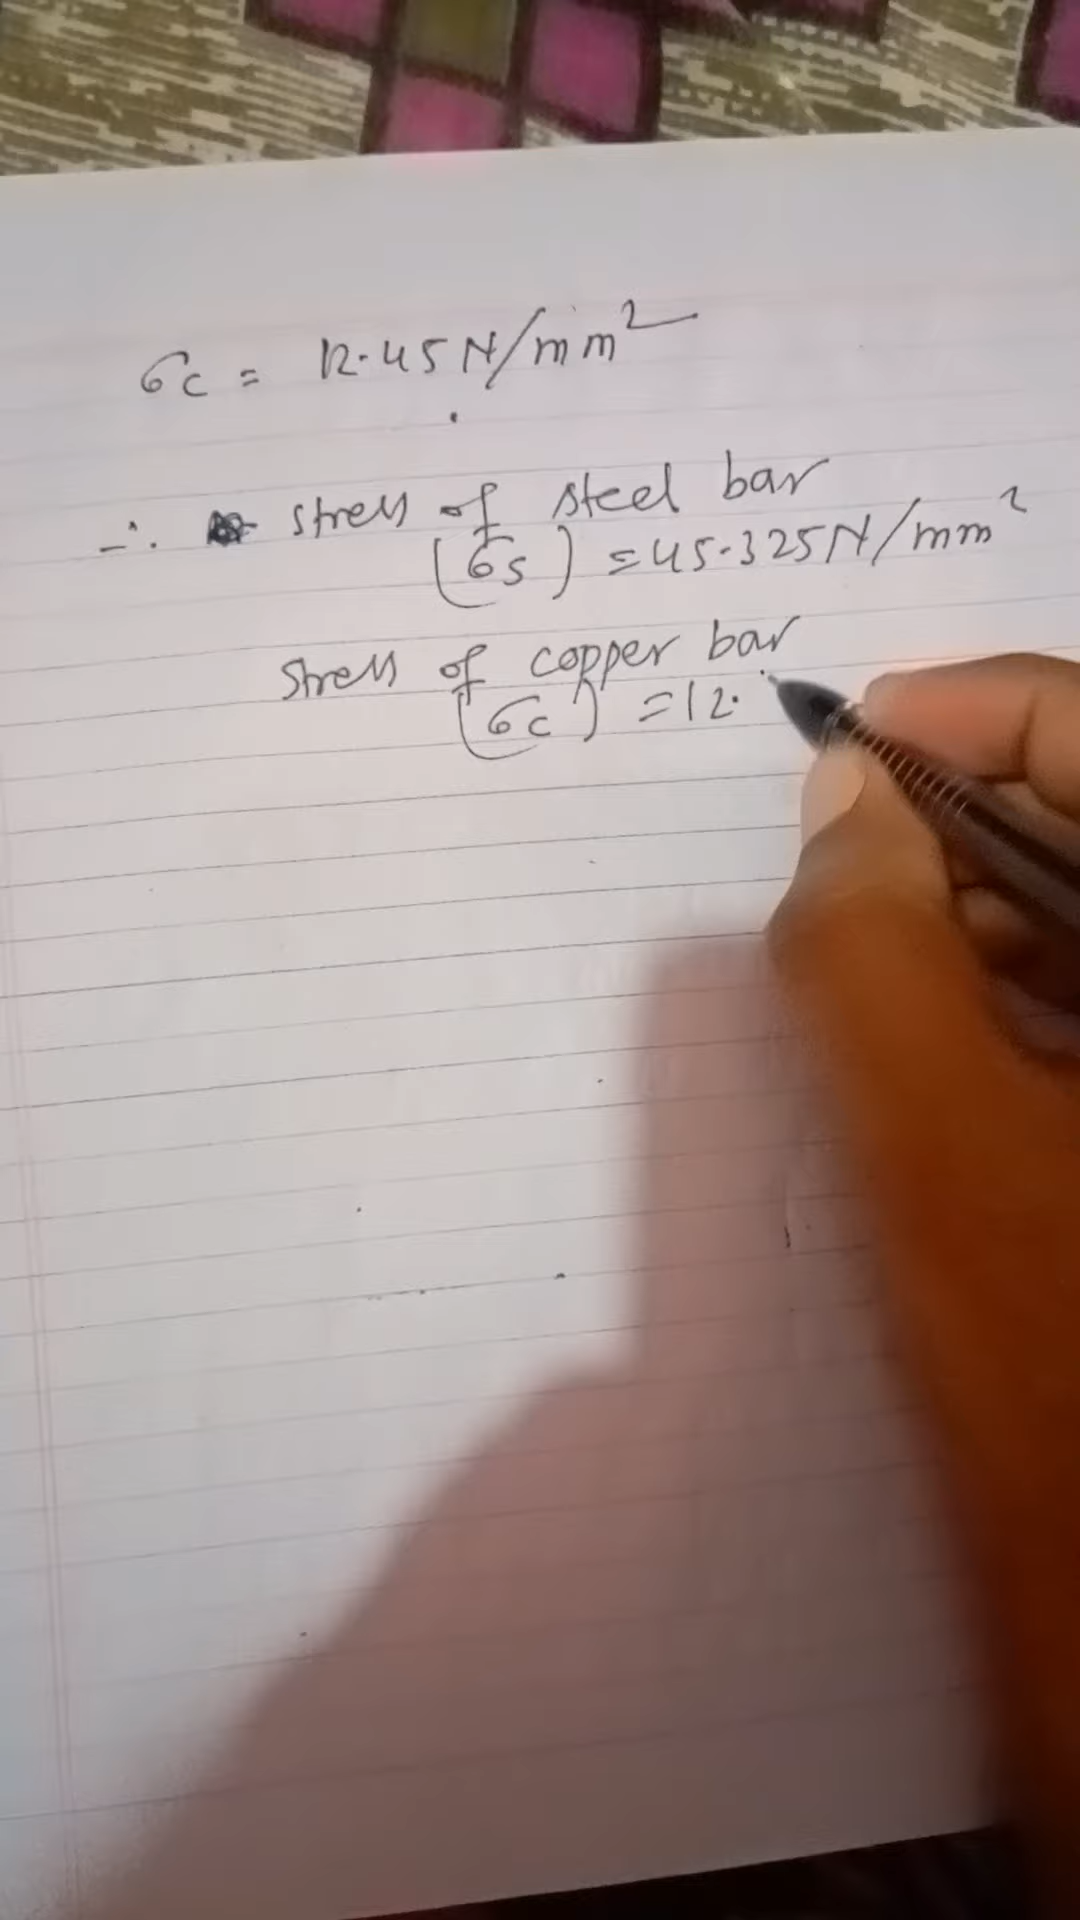 σc = 12.45 N/mm²
∴ stress of steel bar
(σs) = 45.325 N/mm²
stress of copper bar
(σc) = 12.